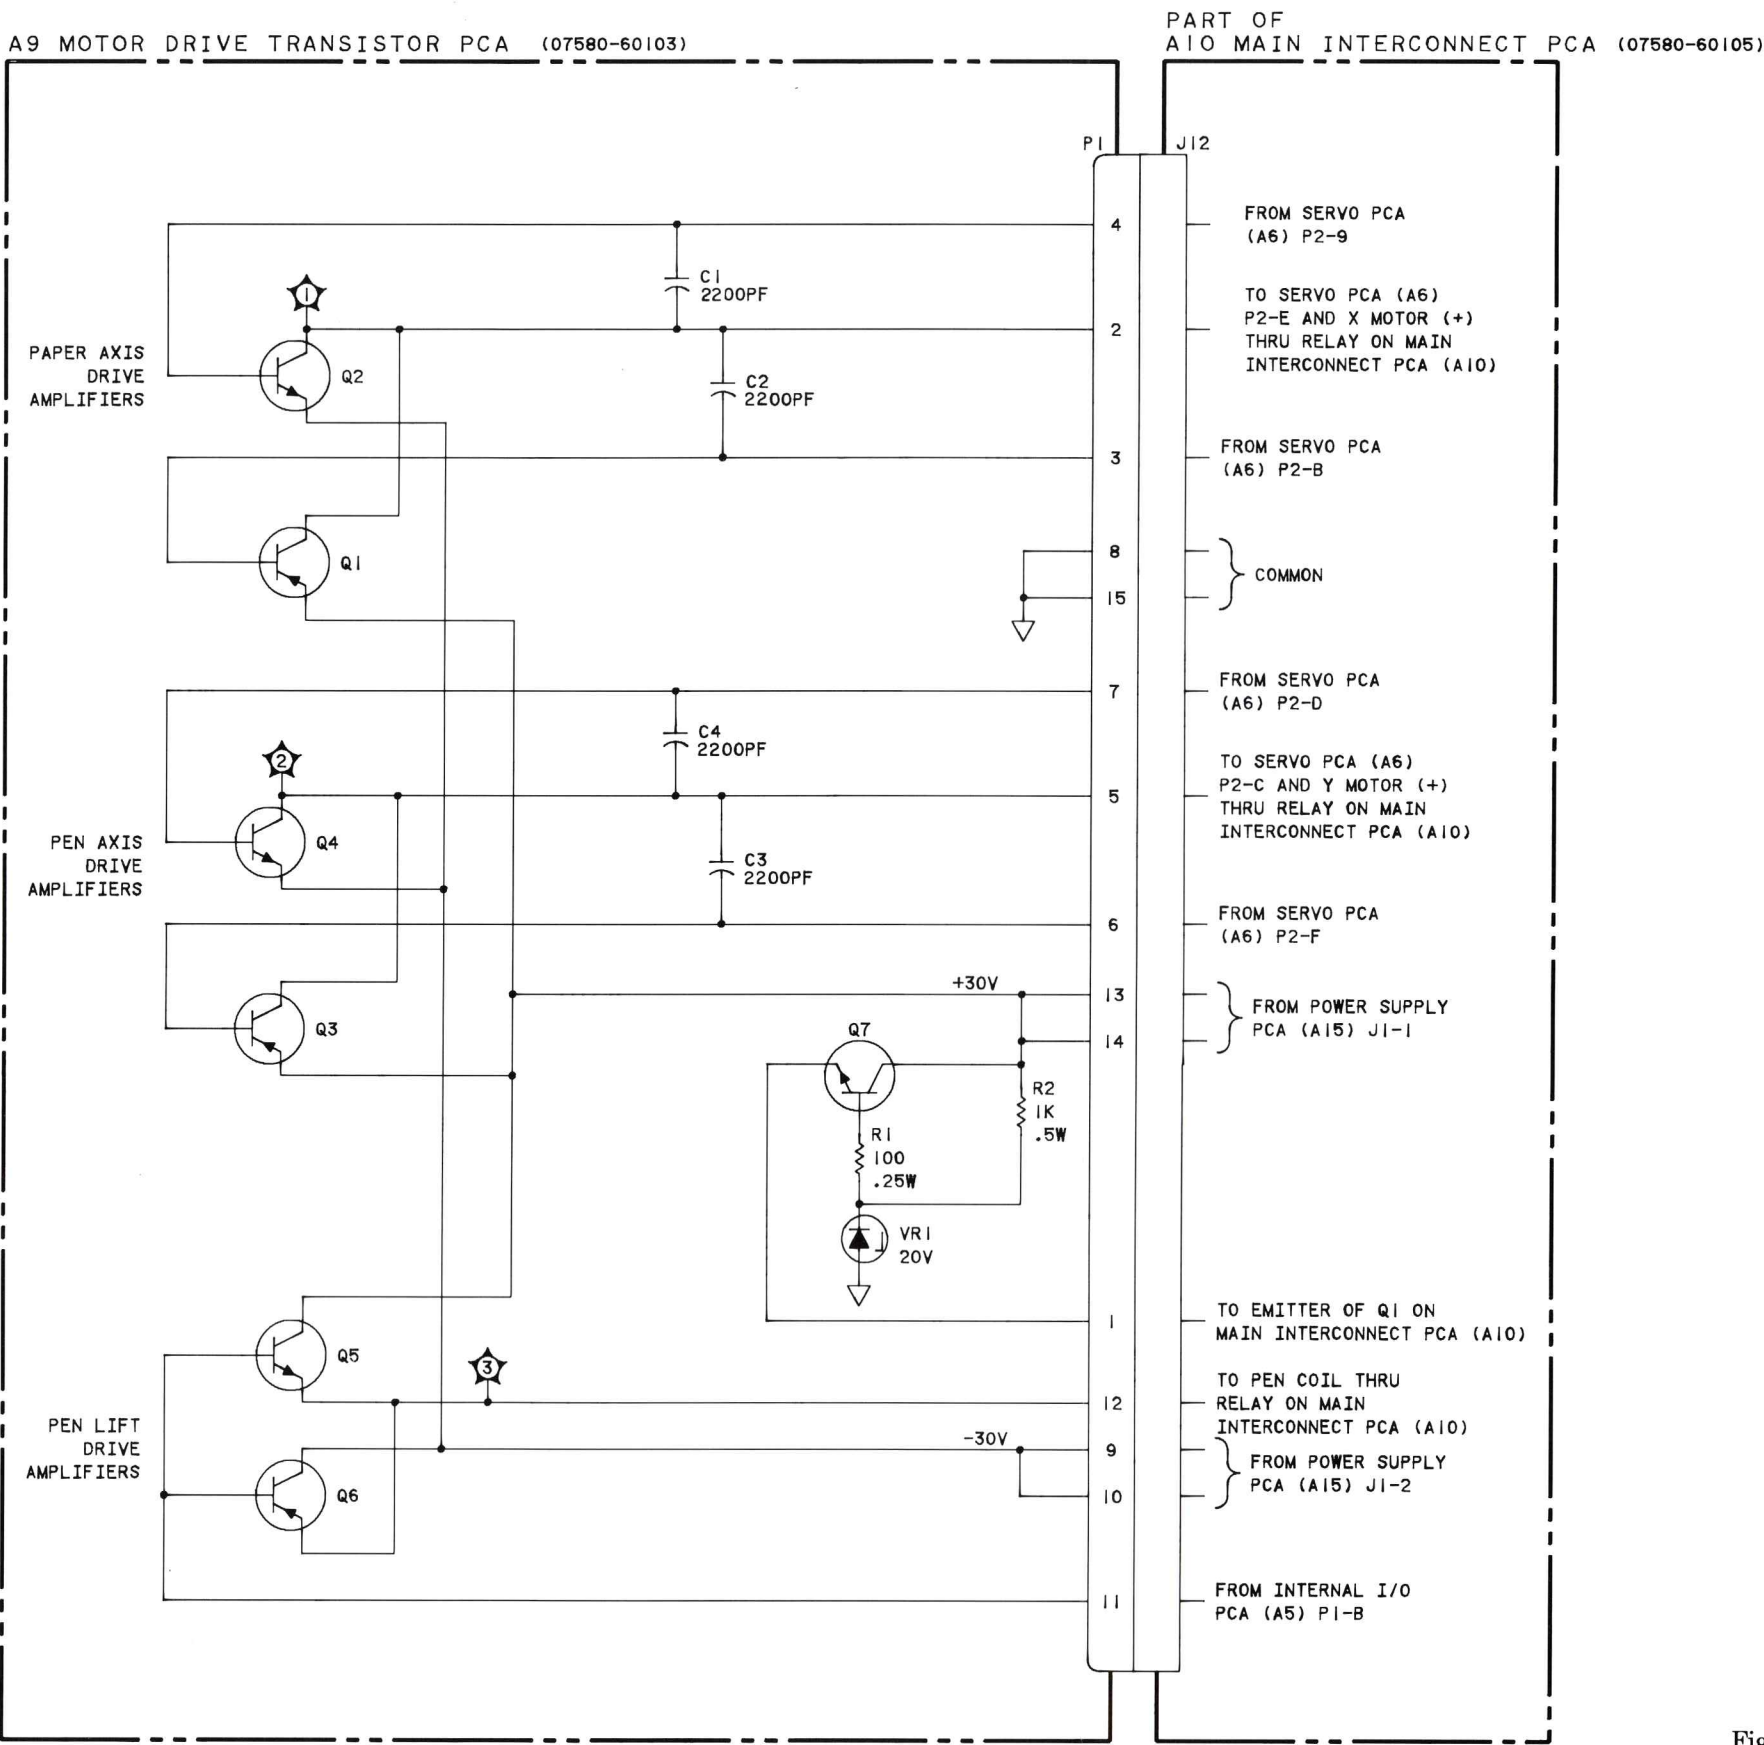 PART OF
A9 MOTOR DRIVE TRANSISTOR PCA (07580-60103)
A10 MAIN INTERCONNECT PCA (07580-60105)
P1
J12
4
FROM SERVO PCA
(A6) P2-9
C1
2200PF
1
TO SERVO PCA (A6)
P2-E AND X MOTOR (+)
THRU RELAY ON MAIN
INTERCONNECT PCA (A10)
2
PAPER AXIS
DRIVE
AMPLIFIERS
Q2
C2
2200PF
3
FROM SERVO PCA
(A6) P2-B
Q1
8
15
COMMON
7
FROM SERVO PCA
(A6) P2-D
C4
2200PF
2
5
TO SERVO PCA (A6)
P2-C AND Y MOTOR (+)
THRU RELAY ON MAIN
INTERCONNECT PCA (A10)
PEN AXIS
DRIVE
AMPLIFIERS
Q4
C3
2200PF
6
FROM SERVO PCA
(A6) P2-F
+30V
13
14
FROM POWER SUPPLY
PCA (A15) J1-1
Q3
Q7
R2
1K
.5W
R1
100
.25W
VR1
20V
1
TO EMITTER OF Q1 ON
MAIN INTERCONNECT PCA (A10)
Q5
3
12
TO PEN COIL THRU
RELAY ON MAIN
INTERCONNECT PCA (A10)
PEN LIFT
DRIVE
AMPLIFIERS
-30V
9
10
FROM POWER SUPPLY
PCA (A15) J1-2
Q6
11
FROM INTERNAL I/O
PCA (A5) P1-B